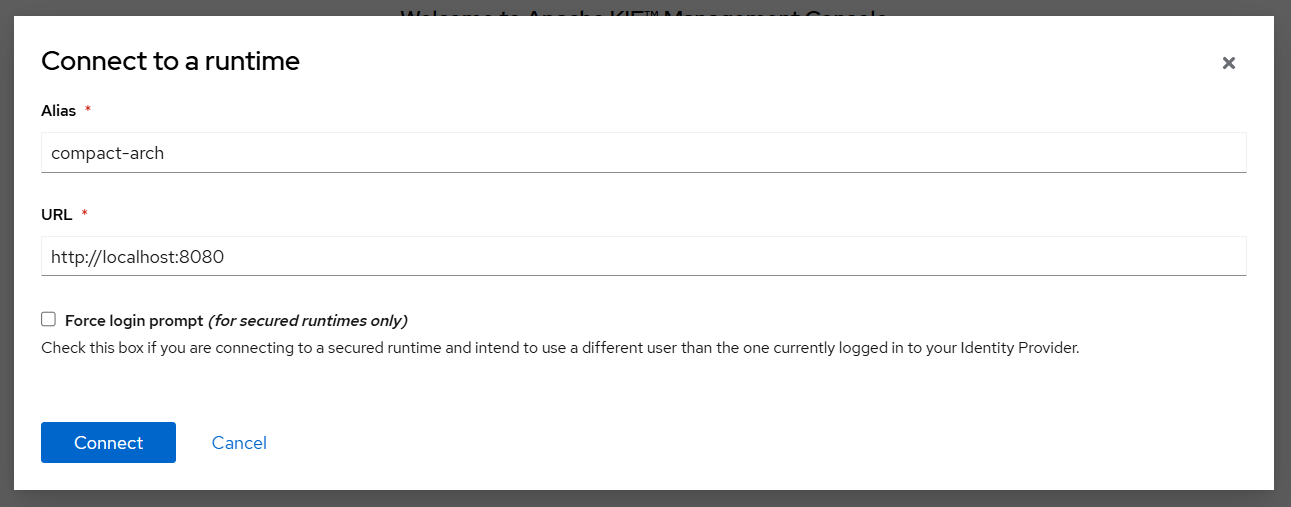 Welcome to Apache KIE™ Management Console
Connect to a runtime
Alias *
compact-arch
URL *
http://localhost:8080
Force login prompt (for secured runtimes only)
Check this box if you are connecting to a secured runtime and intend to use a different user than the one currently logged in to your Identity Provider.
Connect
Cancel